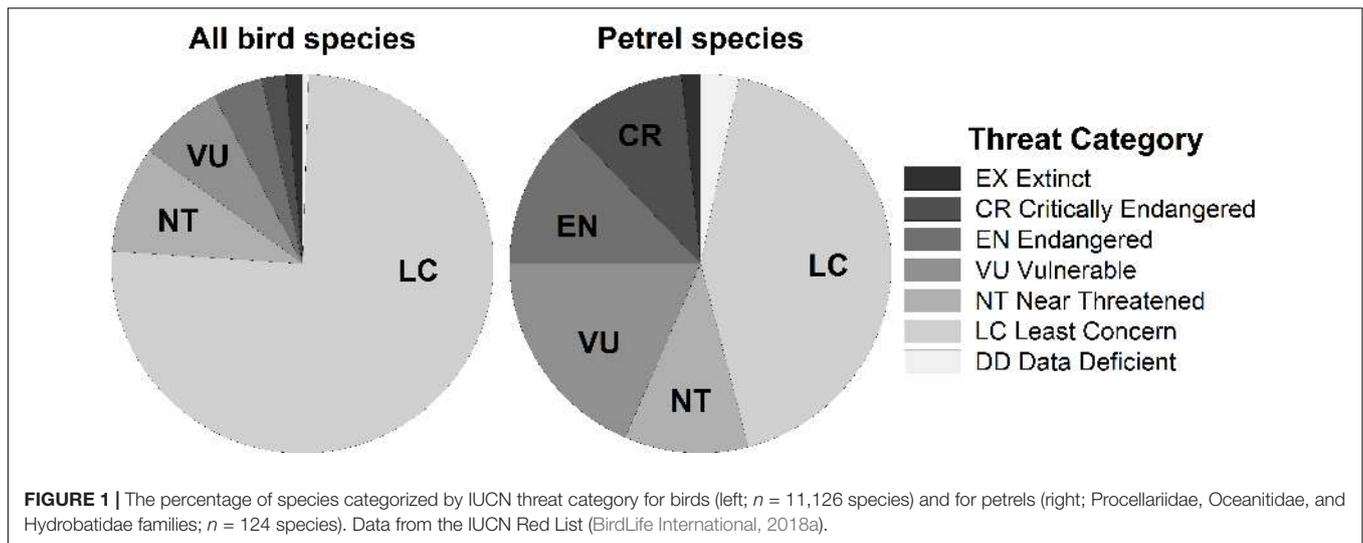 All bird species
Petrel species
VU
NT
LC
CR
EN
LC
VU
NT
Threat Category
EX Extinct
CR Critically Endangered
EN Endangered
VU Vulnerable
NT Near Threatened
LC Least Concern
DD Data Deficient
FIGURE 1 | The percentage of species categorized by IUCN threat category for birds (left; n = 11,126 species) and for petrels (right; Procellariidae, Oceanitidae, and
Hydrobatidae families; n = 124 species). Data from the IUCN Red List (BirdLife International, 2018a).